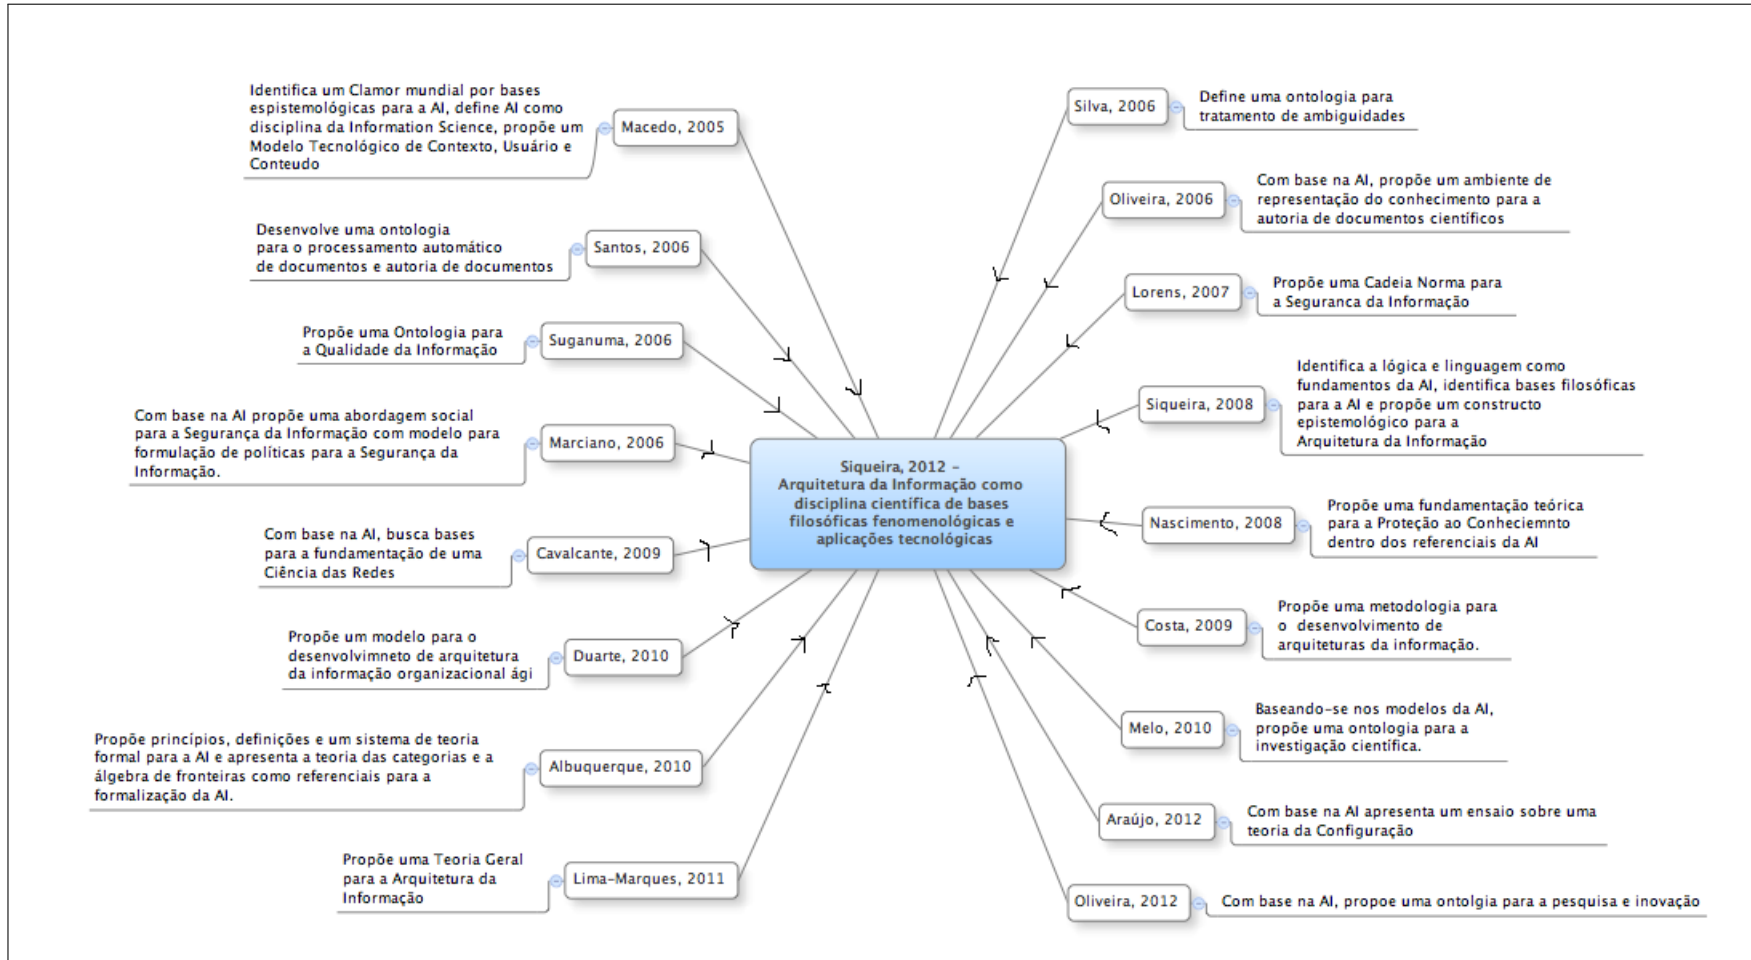 Identifica um Clamor mundial por bases
espistemológicas para a AI, define AI como
disciplina da Information Science, propõe um
Modelo Tecnológico de Contexto, Usuário e
Conteudo
Macedo, 2005
Desenvolve uma ontologia
para o processamento automático
de documentos e autoria de documentos
Santos, 2006
Propõe uma Ontologia para
a Qualidade da Informação
Suganuma, 2006
Com base na AI propõe uma abordagem social
para a Segurança da Informação com modelo para
formulação de políticas para a Segurança da
Informação.
Marciano, 2006
Com base na AI, busca bases
para a fundamentação de uma
Ciência das Redes
Cavalcante, 2009
Propõe um modelo para o
desenvolvimneto de arquitetura
da informação organizacional ági
Duarte, 2010
Propõe princípios, definições e um sistema de teoria
formal para a AI e apresenta a teoria das categorias e a
álgebra de fronteiras como referenciais para a
formalização da AI.
Albuquerque, 2010
Propõe uma Teoria Geral
para a Arquitetura da
Informação
Lima-Marques, 2011
Siqueira, 2012 -
Arquitetura da Informação como
disciplina científica de bases
filosóficas fenomenológicas e
aplicações tecnológicas
Silva, 2006
Define uma ontologia para
tratamento de ambiguidades
Oliveira, 2006
Com base na AI, propõe um ambiente de
representação do conhecimento para a
autoria de documentos científicos
Lorens, 2007
Propõe uma Cadeia Norma para
a Seguranca da Informação
Siqueira, 2008
Identifica a lógica e linguagem como
fundamentos da AI, identifica bases filosóficas
para a AI e propõe um constructo
epistemológico para a
Arquitetura da Informação
Nascimento, 2008
Propõe uma fundamentação teórica
para a Proteção ao Conheciemnto
dentro dos referenciais da AI
Costa, 2009
Propõe uma metodologia para
o desenvolvimento de
arquiteturas da informação.
Melo, 2010
Baseando-se nos modelos da AI,
propõe uma ontologia para a
investigação científica.
Araújo, 2012
Com base na AI apresenta um ensaio sobre uma
teoria da Configuração
Oliveira, 2012
Com base na AI, propoe uma ontolgia para a pesquisa e inovação